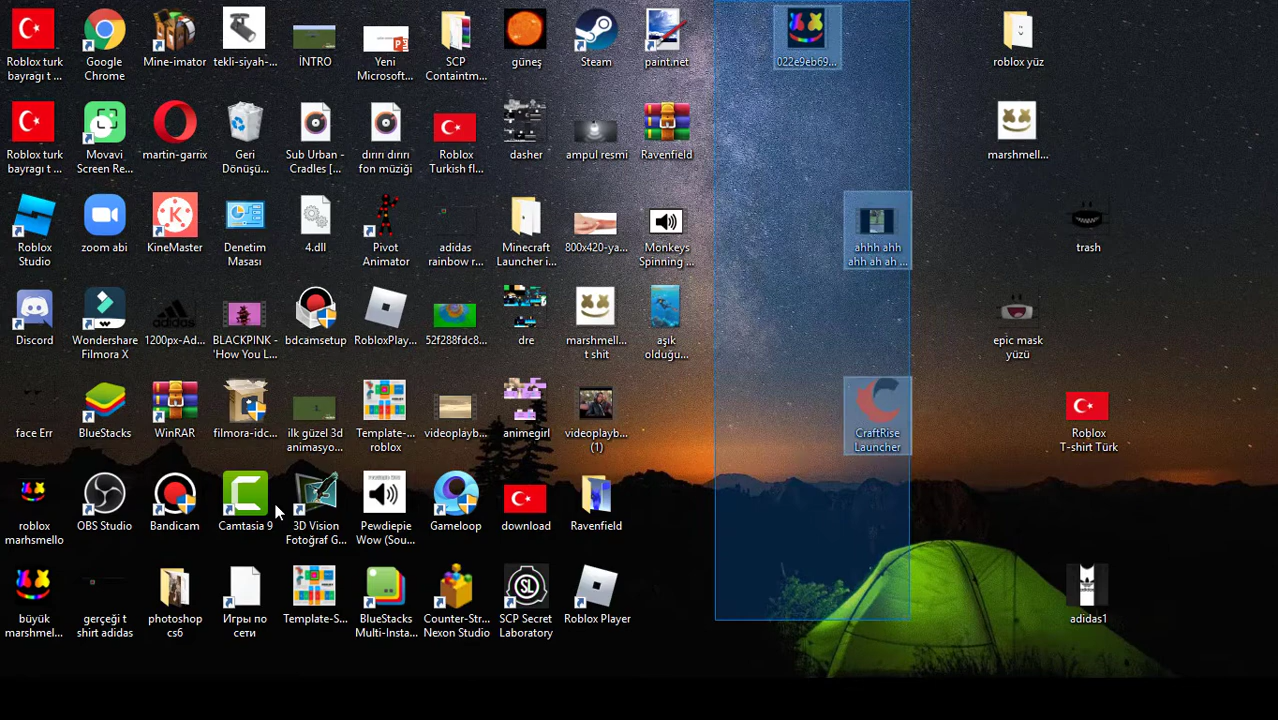 Roblox turk
bayragı t ...
Google
Chrome
Mine-imator
tekli-siyah-...
İNTRO
Yeni
Microsoft...
SCP
Containtm...
güneş
Steam
paint.net
022e9eb69...
roblox yüz
Roblox turk
bayragı t ...
Movavi
Screen Re...
martin-garrix
Geri
Dönüşü...
Sub Urban -
Cradles [...
dırırı dırırı
fon müziği
Roblox
Turkish fl...
dasher
ampul resmi
Ravenfield
marshmell...
Roblox
Studio
zoom abi
KineMaster
Denetim
Masası
4.dll
Pivot
Animator
adidas
rainbow r...
Minecraft
Launcher i...
800x420-ya...
Monkeys
Spinning ...
ahhh ahh
ahh ah ah ...
trash
Discord
Wondershare
Filmora X
adidas
1200px-Ad...
BLACKPINK -
'How You L...
bdcamsetup
RobloxPlay...
52f288fdc8...
dre
marshmell...
t shit
aşık
olduğu...
epic mask
yüzü
face Err
BlueStacks
WinRAR
filmora-idc...
ilk güzel 3d
animasyo...
Template-...
roblox
videoplayb...
animegirl
videoplayb...
(1)
CraftRise
Launcher
Roblox
T-shirt Türk
roblox
marhsmello
OBS Studio
Bandicam
Camtasia 9
3D Vision
Fotoğraf G...
Pewdiepie
Wow (Sou...
Gameloop
download
Ravenfield
büyük
marshmel...
gerçeği t
shirt adidas
photoshop
cs6
Игры по
сети
Template-S...
BlueStacks
Multi-Insta...
Counter-Str...
Nexon Studio
SL
SCP Secret
Laboratory
Roblox Player
adidas1